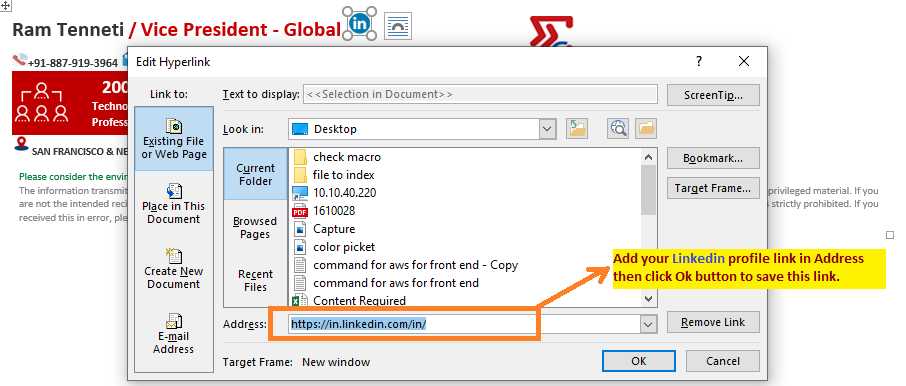 Ram Tenneti / Vice President - Global
in
+91-887-919-3964
200
Techno
Profess
SAN FRANCISCO & NE
Please consider the envir
The information transmit
privileged material. If you
are not the intended reci
s strictly prohibited. If you
received this in error, ple
Edit Hyperlink
?
Link to:
Text to display: <<Selection in Document>>
ScreenTip...
Existing File
or Web Page
Place in This
Document
Create New
Document
E-mail
Address
Look in:
Desktop
Current
Folder
Browsed
Pages
Recent
Files
check macro
file to index
10.10.40.220
PDF 1610028
Capture
color picket
command for aws for front end - Copy
command for aws for front end
Content Required
Bookmark...
Target Frame...
Add your Linkedin profile link in Address
then click Ok button to save this link.
Address: https://in.linkedin.com/in/
Remove Link
Target Frame: New window
OK
Cancel